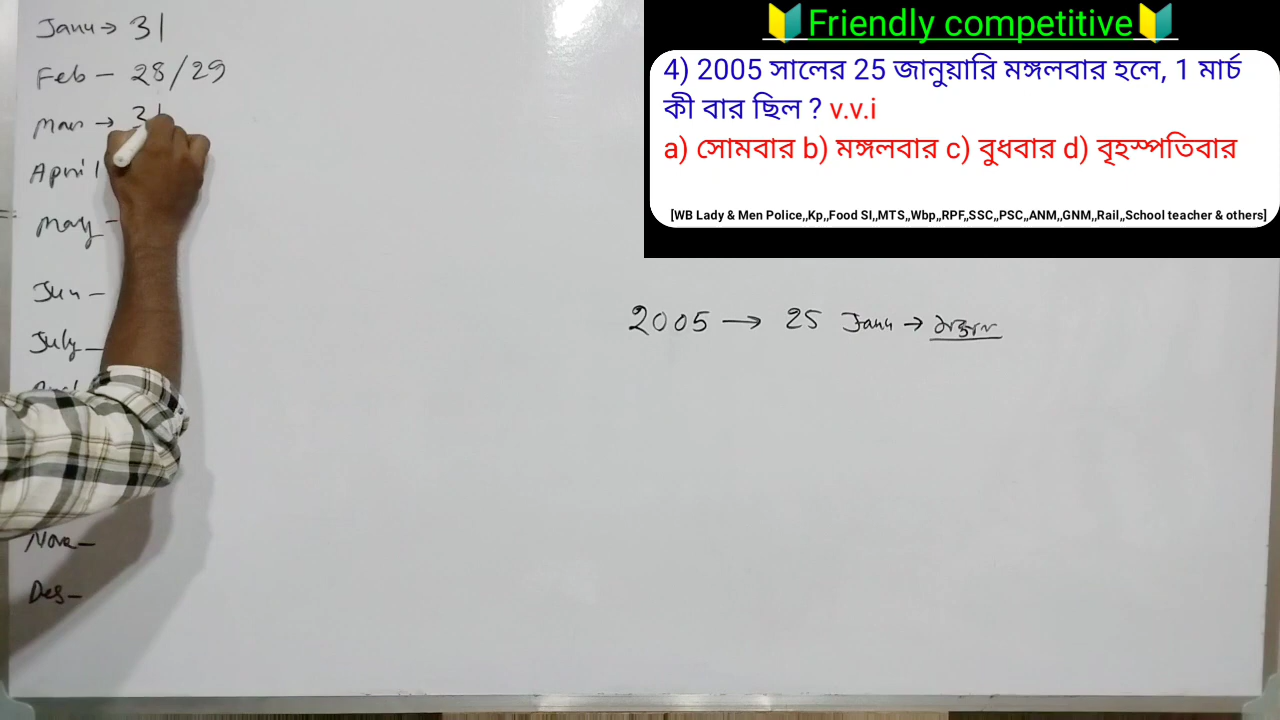 🔰Friendly competitive🔰
4) 2005 সালের 25 জানুয়ারি মঙ্গলবার হলে, 1 মার্চ
কী বার ছিল ? v.v.i
a) সোমবার b) মঙ্গলবার c) বুধবার d) বৃহস্পতিবার
[WB Lady & Men Police,,Kp,,Food SI,,MTS,,Wbp,,RPF,,SSC,,PSC,,ANM,,GNM,,Rail,,School teacher & others]
Janu → 31
Feb – 28/29
Mar → 31
April
May –
Jun –
July –
Nove –
Des –
2005 → 25 Janu → মঙ্গল